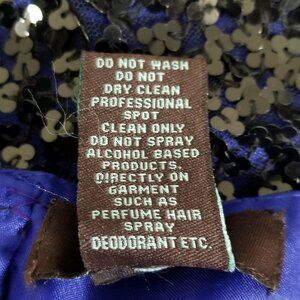 DO NOT WASH
DO NOT
DRY CLEAN
PROFESSIONAL
SPOT
CLEAN ONLY
DO NOT SPRAY
ALCOHOL BASED
PRODUCTS.
DIRECTLY ON
GARMENT
SUCH AS
PERFUME HAIR
SPRAY
DEODORANT ETC.